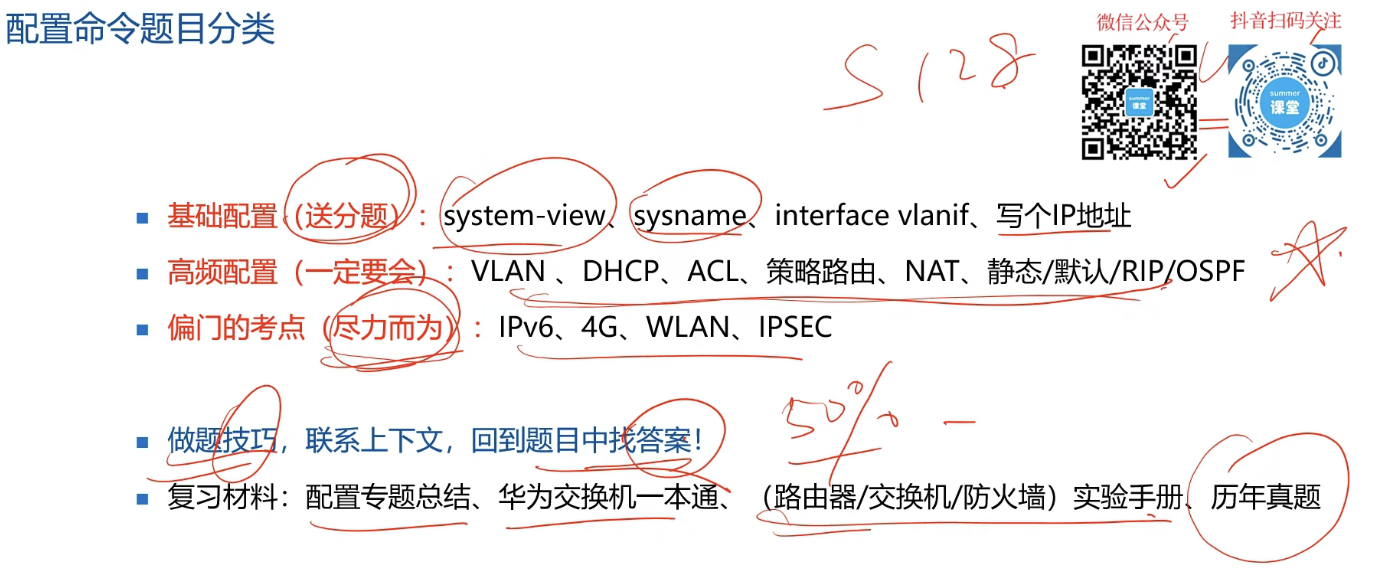 配置命令题目分类
微信公众号
抖音扫码关注
S128
summer
课堂
summer
课堂
基础配置（送分题）：system-view、sysname、interface vlanif、写个IP地址
高频配置（一定要会）：VLAN 、DHCP、ACL、策略路由、NAT、静态/默认/RIP/OSPF
偏门的考点（尽力而为）：IPv6、4G、WLAN、IPSEC
50%
做题技巧，联系上下文，回到题目中找答案！
复习材料：配置专题总结、华为交换机一本通、（路由器/交换机/防火墙）实验手册、历年真题